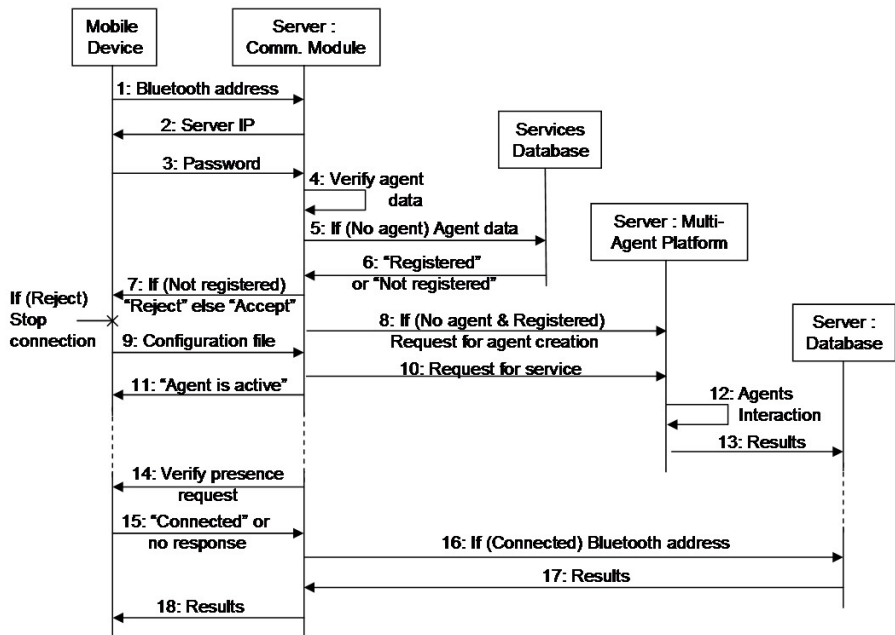 Mobile
Device
Server :
Comm. Module
1: Bluetooth address
2: Server IP
Services
Database
3: Password
4: Verify agent
data
5: If (No agent) Agent data
Server : Multi-
Agent Platform
6: “Registered”
or “Not registered”
7: If (Not registered)
“Reject” else “Accept”
If (Reject)
Stop
connection
8: If (No agent & Registered)
Request for agent creation
Server :
Database
9: Configuration file
10: Request for service
11: “Agent is active”
12: Agents
Interaction
13: Results
14: Verify presence
request
15: “Connected” or
no response
16: If (Connected) Bluetooth address
17: Results
18: Results